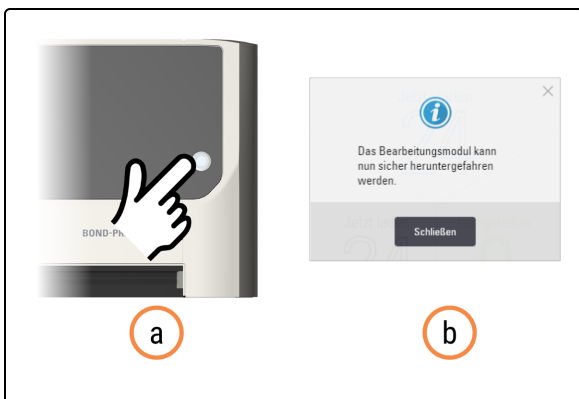 BOND-PR
Das Bearbeitungsmodul kann
nun sicher heruntergefahren
werden.
Schließen
a
b